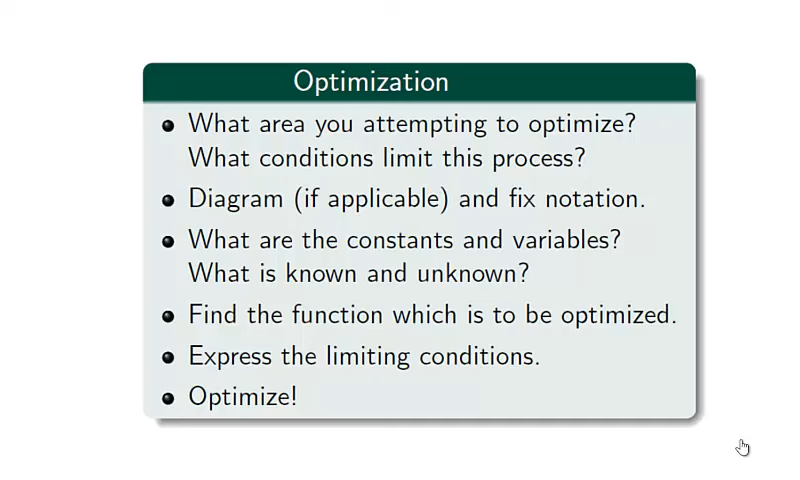 Optimization
What area you attempting to optimize?
What conditions limit this process?
Diagram (if applicable) and fix notation.
What are the constants and variables?
What is known and unknown?
Find the function which is to be optimized.
Express the limiting conditions.
Optimize!